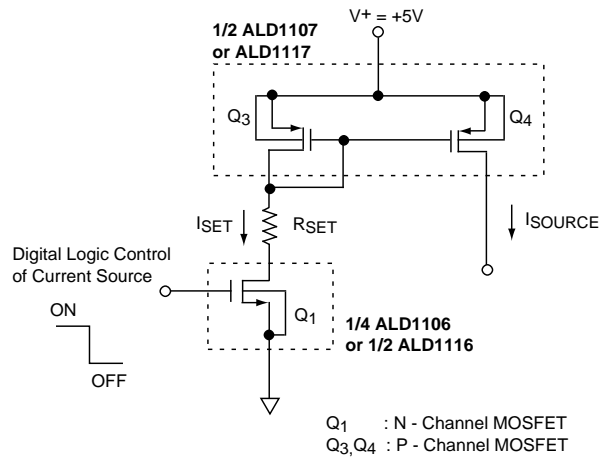 V+ = +5V
1/2 ALD1107
or ALD1117
Q3
Q4
ISET
RSET
ISOURCE
Digital Logic Control
of Current Source
ON
OFF
Q1
1/4 ALD1106
or 1/2 ALD1116
Q1 : N - Channel MOSFET
Q3,Q4 : P - Channel MOSFET